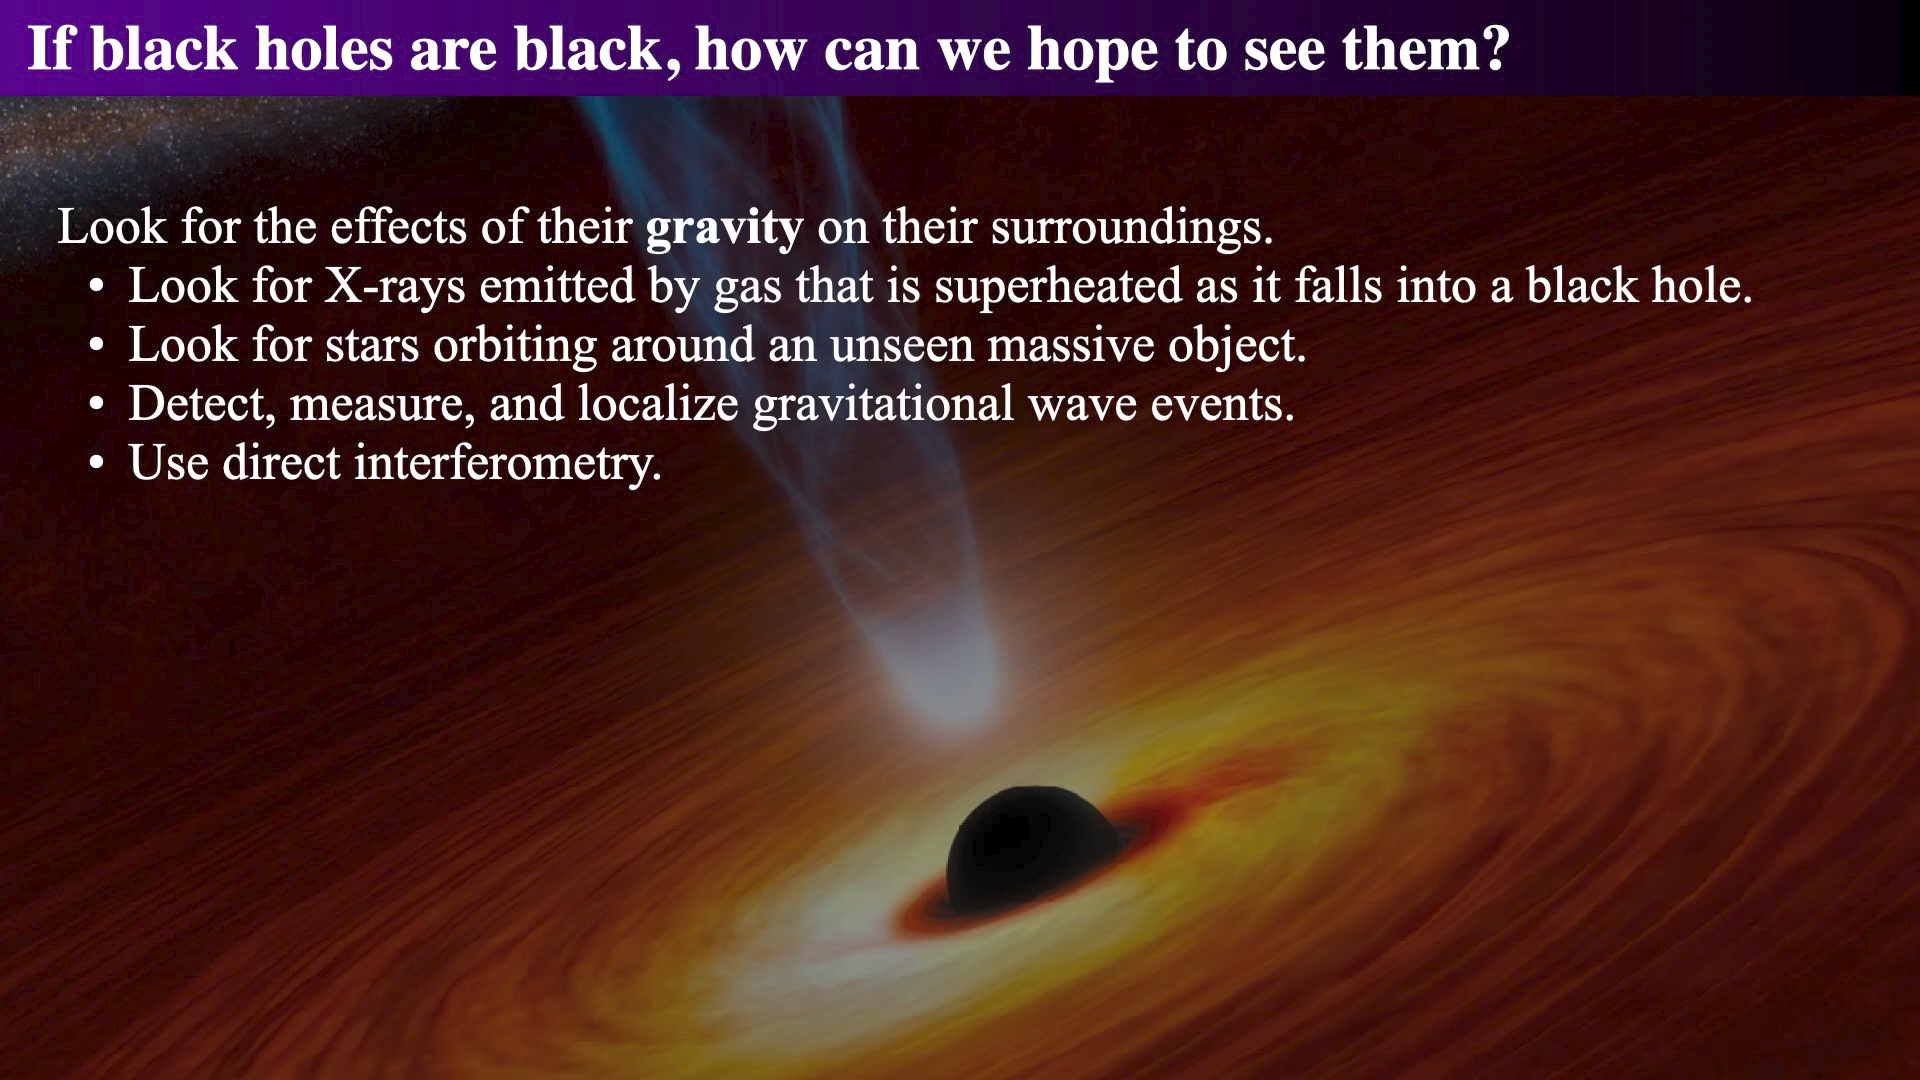 If black holes are black, how can we hope to see them?
Look for the effects of their gravity on their surroundings.
• Look for X-rays emitted by gas that is superheated as it falls into a black hole.
• Look for stars orbiting around an unseen massive object.
• Detect, measure, and localize gravitational wave events.
• Use direct interferometry.